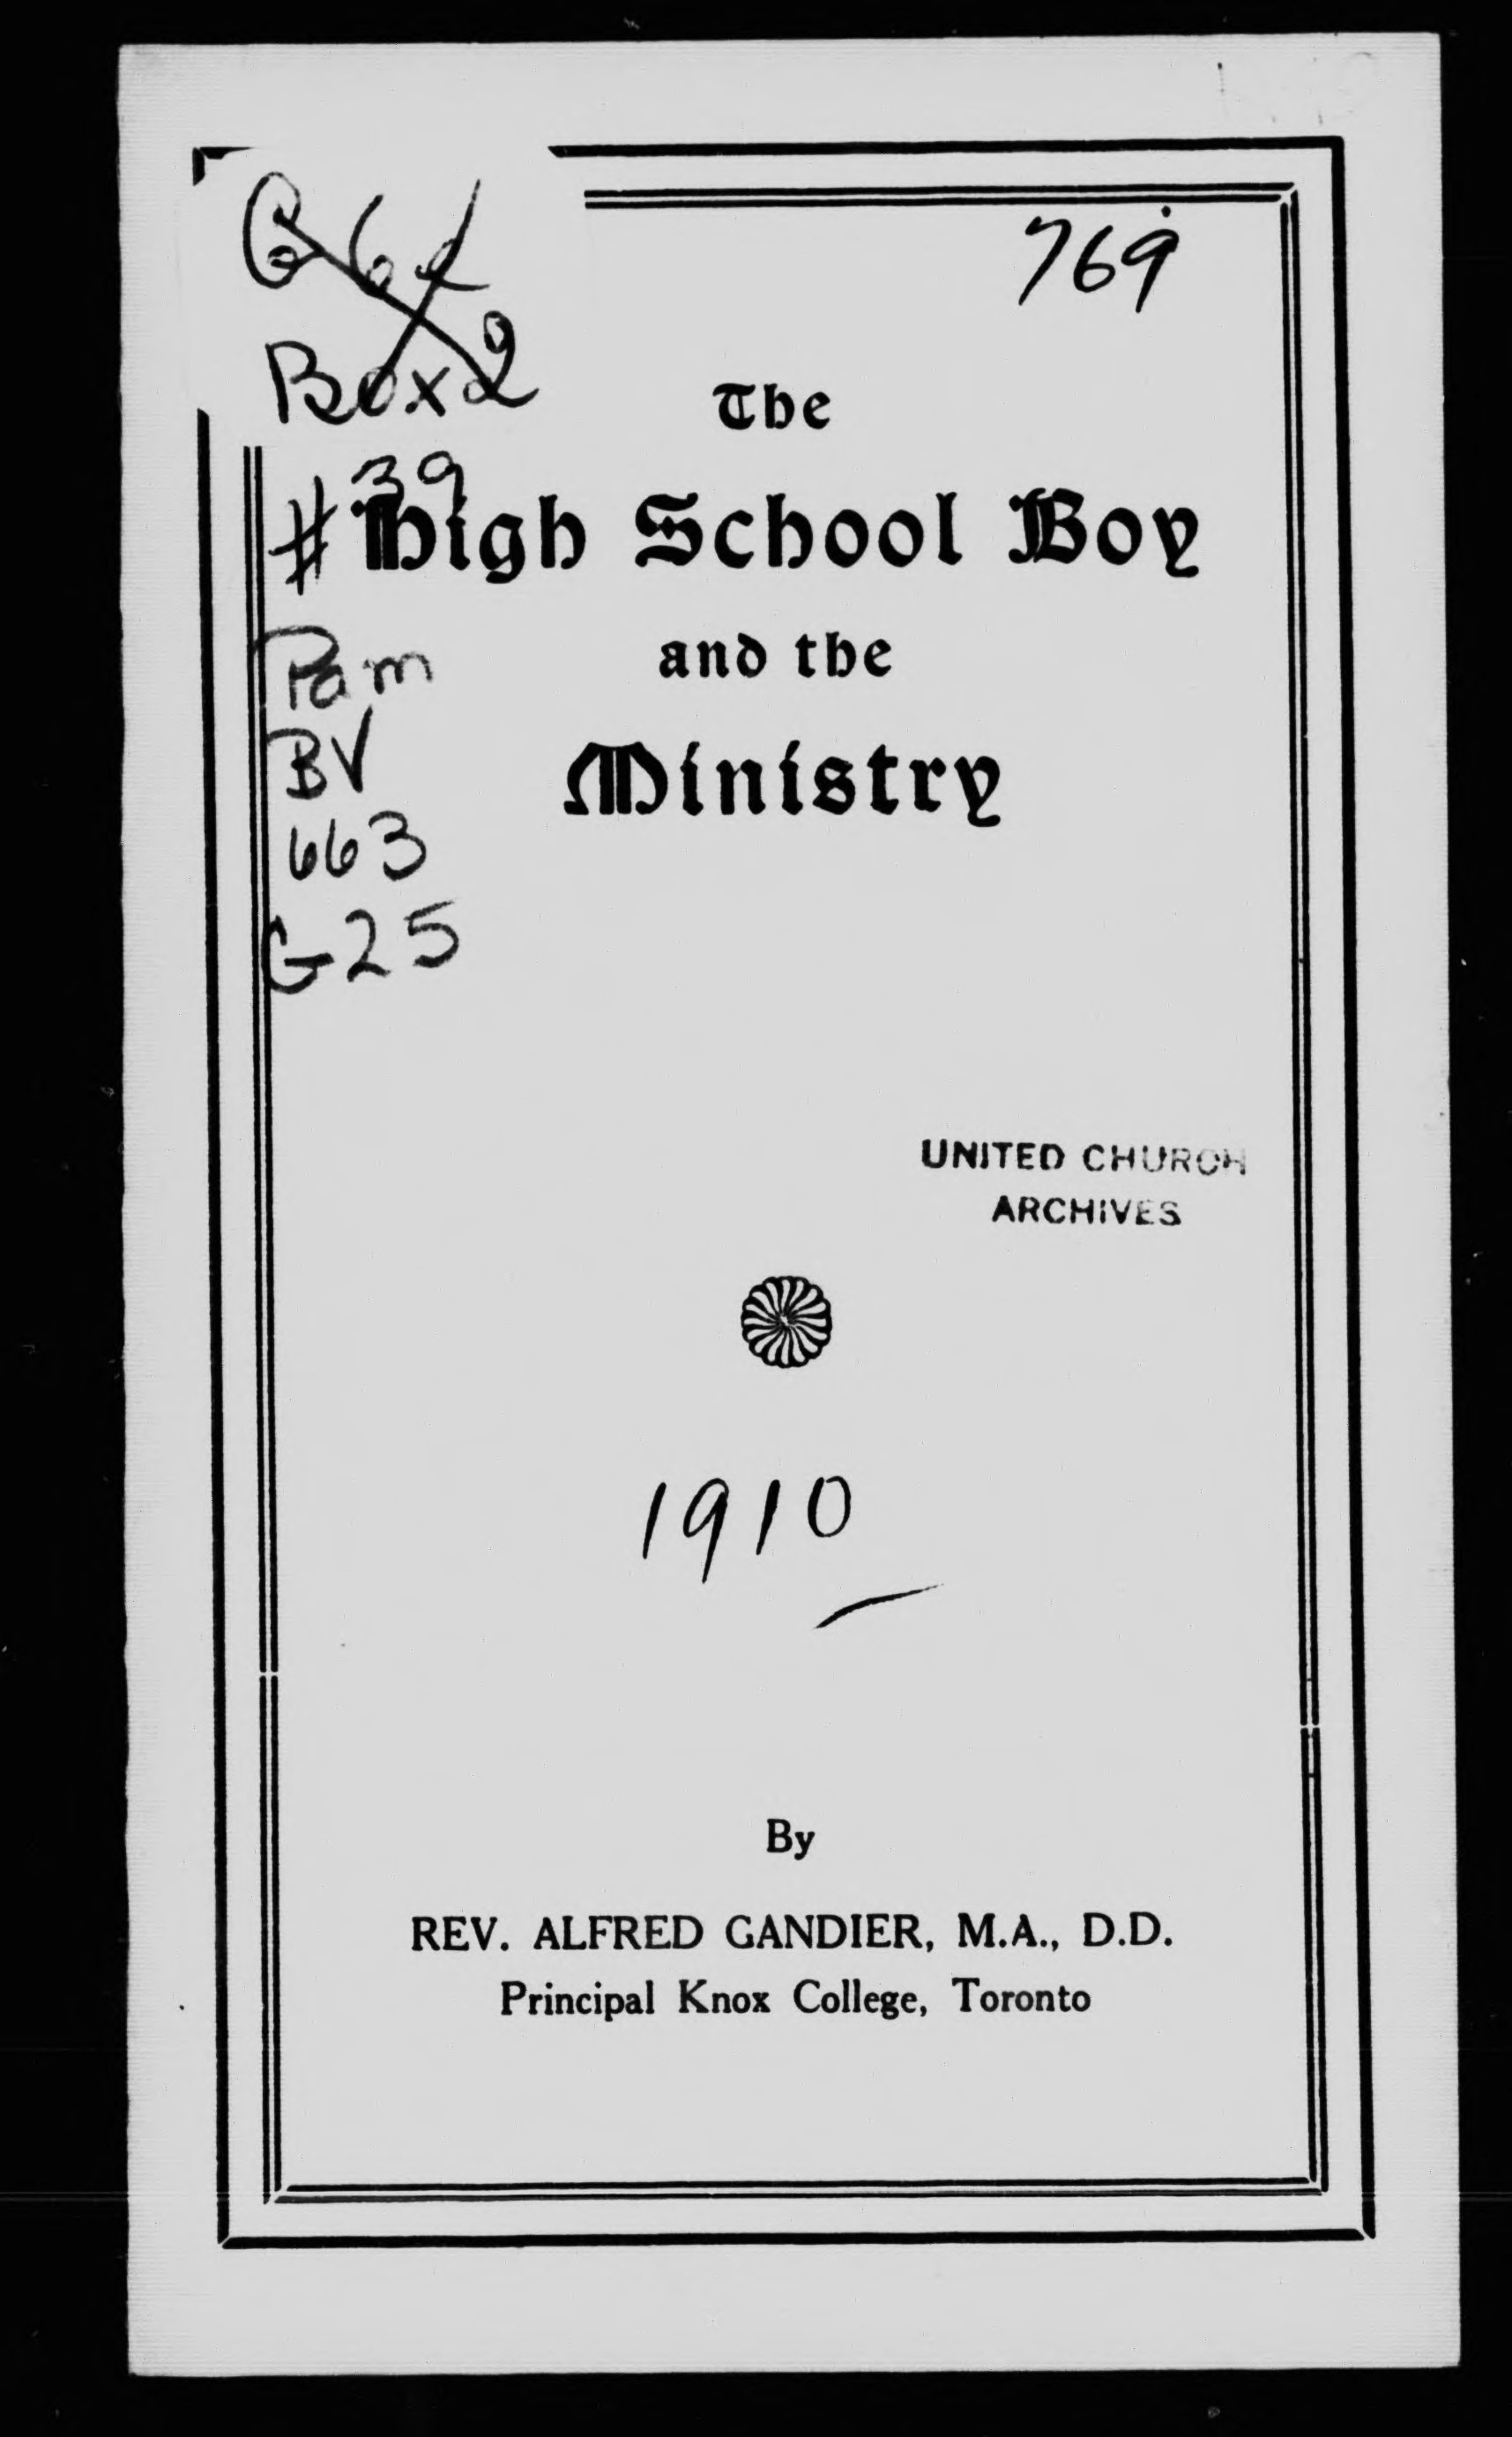 769
Box 2
#39
The
High School Boy
and the
Ministry
Pam
BV
663
G25
UNITED CHURCH
ARCHIVES
1910
By
REV. ALFRED GANDIER, M.A., D.D.
Principal Knox College, Toronto